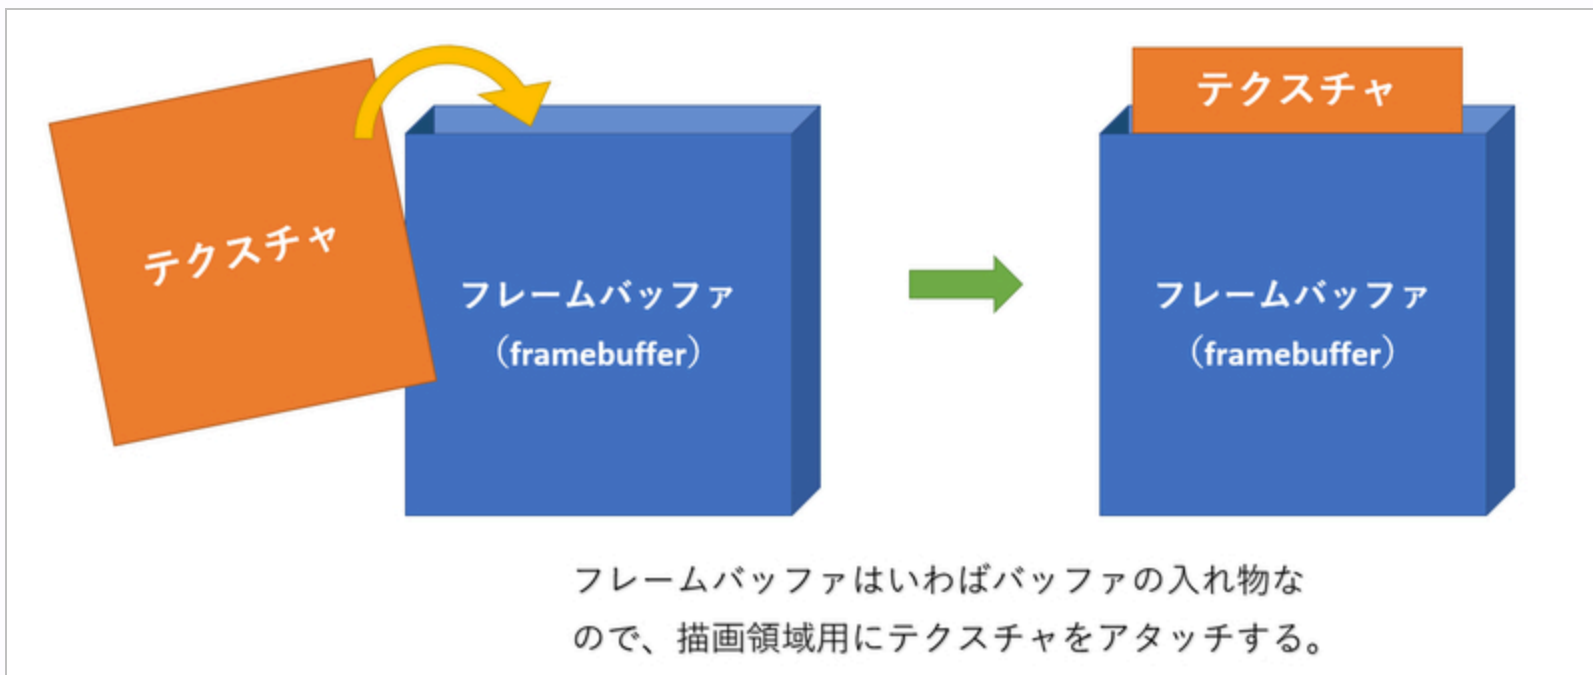 テクスチャ
フレームバッファ
（framebuffer）
テクスチャ
フレームバッファ
（framebuffer）
フレームバッファはいわばバッファの入れ物な
ので、描画領域用にテクスチャをアタッチする。